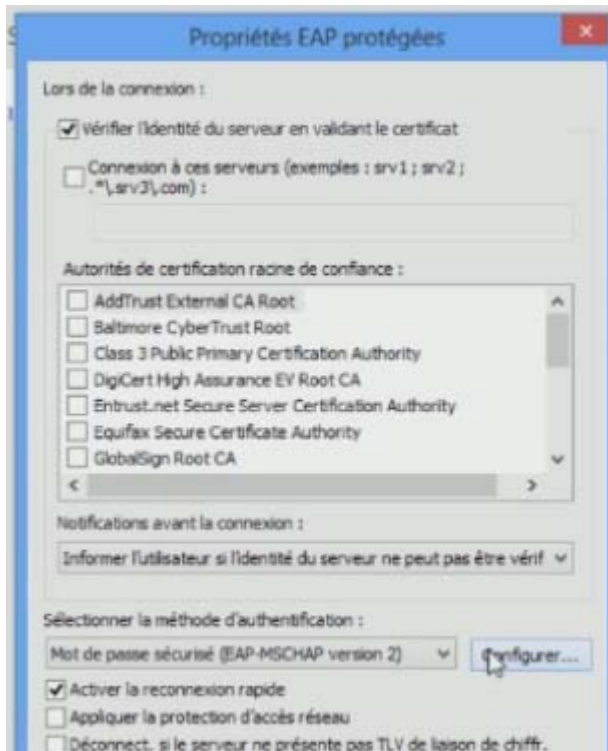 Propriétés EAP protégées
Lors de la connexion :
Vérifier l'identité du serveur en validant le certificat
Connexion à ces serveurs (exemples : srv1 ; srv2 ;
.*\.srv3\.com) :
Autorités de certification racine de confiance :
AddTrust External CA Root
Baltimore CyberTrust Root
Class 3 Public Primary Certification Authority
DigiCert High Assurance EV Root CA
Entrust.net Secure Server Certification Authority
Equifax Secure Certificate Authority
GlobalSign Root CA
Notifications avant la connexion :
Informer l'utilisateur si l'identité du serveur ne peut pas être vérif
Sélectionner la méthode d'authentification :
Mot de passe sécurisé (EAP-MSCHAP version 2)
Configurer...
Activer la reconnexion rapide
Appliquer la protection d'accès réseau
Déconnect. si le serveur ne présente pas TLV de liaison de chiffr.